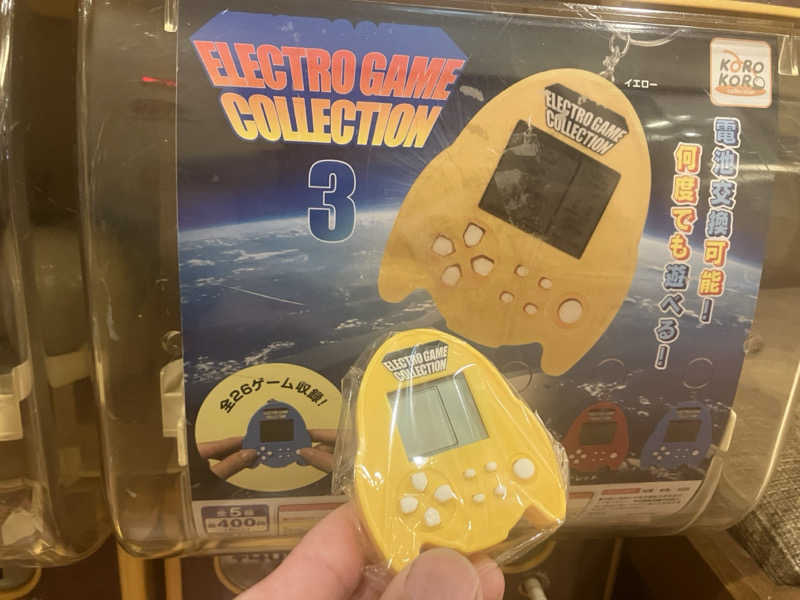 ELECTRO GAME
COLLECTION
3
イエロー
KORO
KORO
ELECTRO GAME
COLLECTION
電池交換可能!
何度でも遊べる!
全26ゲーム収録!
ELECTRO GAME
COLLECTION
全5種
400円